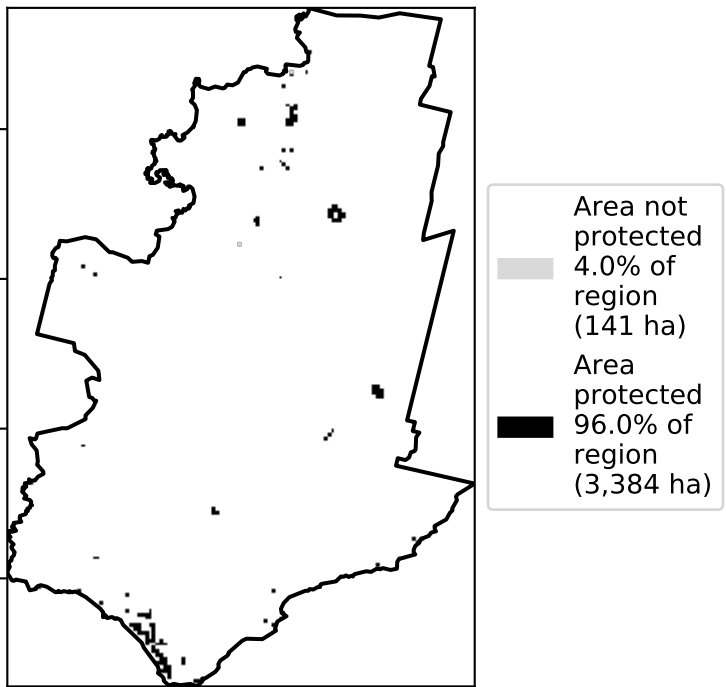 Area not
protected
4.0% of
region
(141 ha)
Area
protected
96.0% of
region
(3,384 ha)